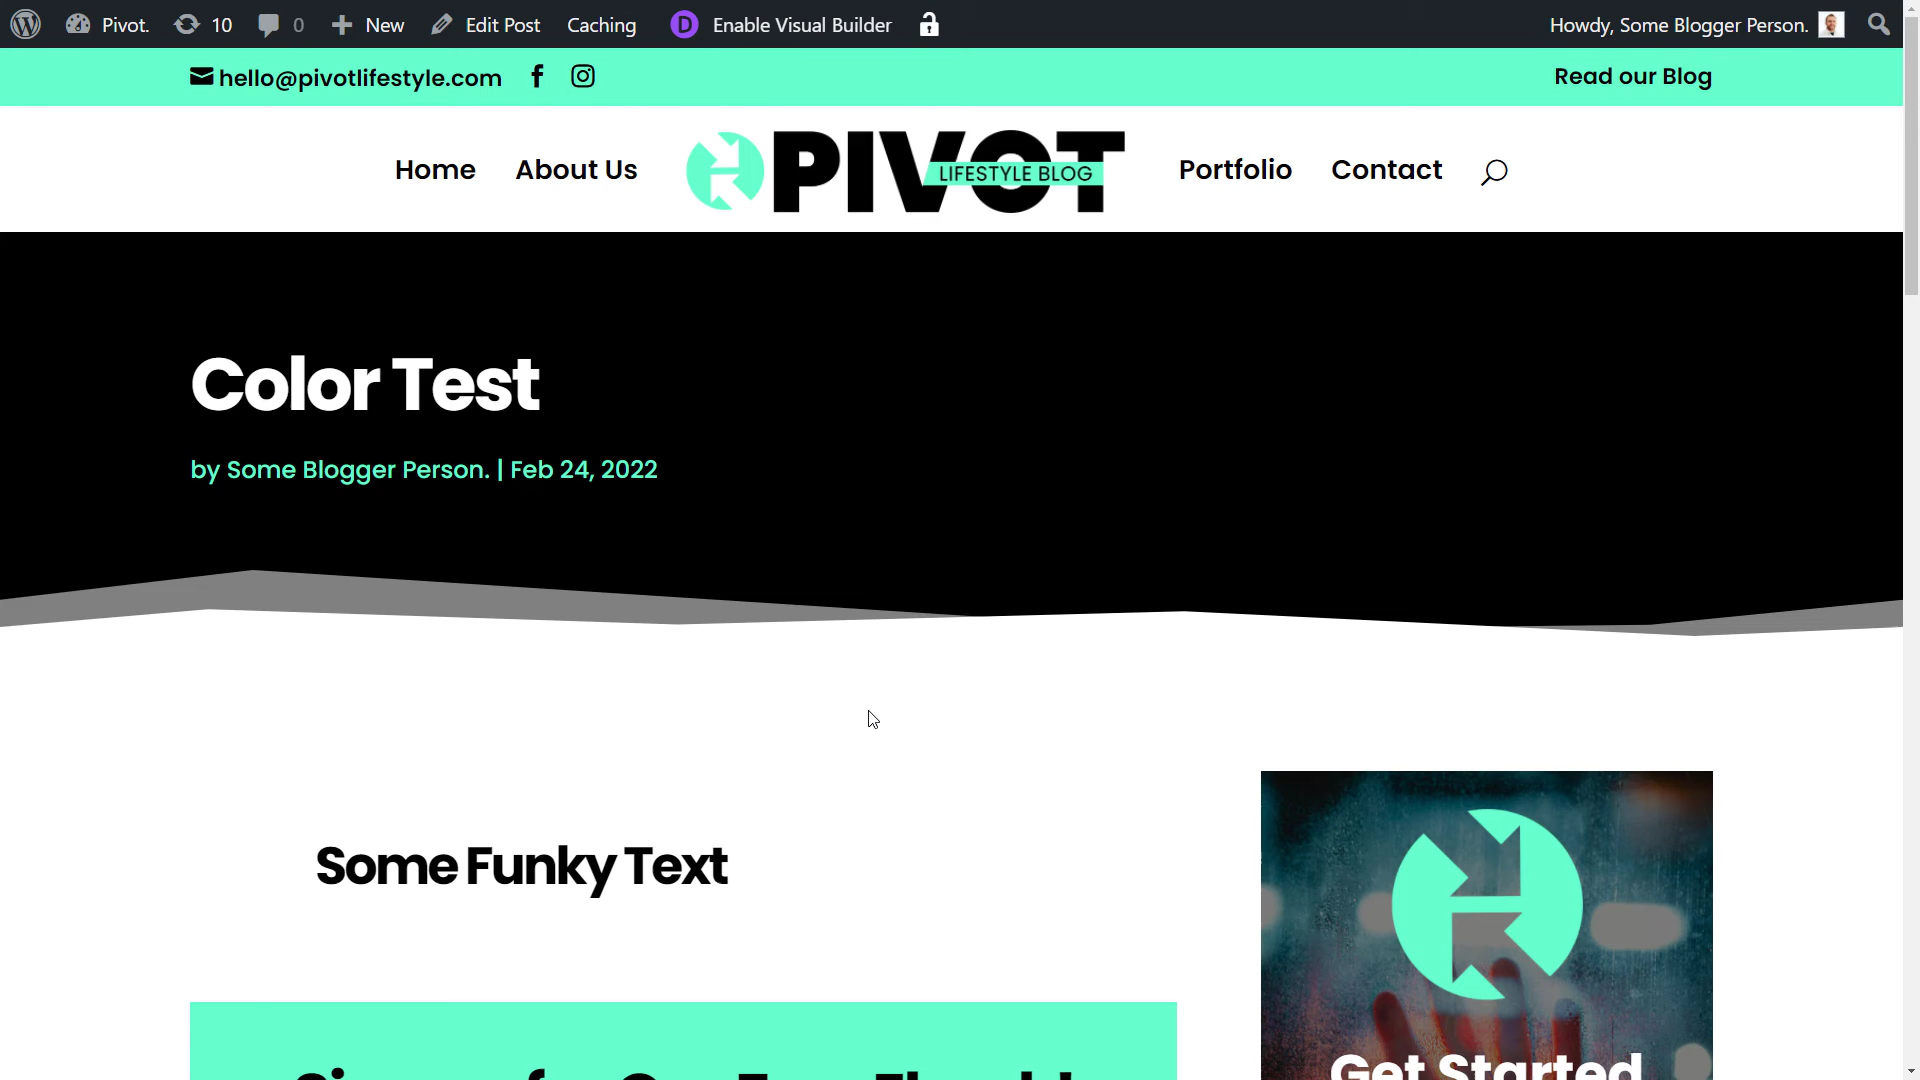 Pivot. 10 0 New Edit Post Caching Enable Visual Builder Howdy, Some Blogger Person.
hello@pivotlifestyle.com Read our Blog
Home About Us PIVOT LIFESTYLE BLOG Portfolio Contact
Color Test
by Some Blogger Person. | Feb 24, 2022
Some Funky Text
Get Started